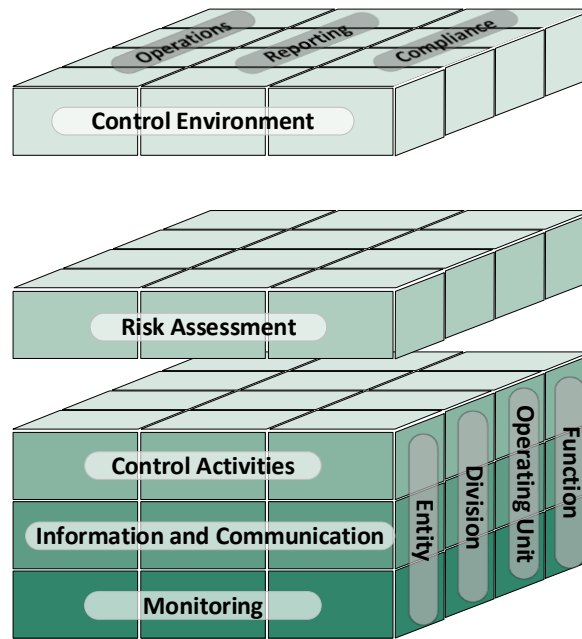 Operations
Reporting
Compliance
Control Environment
Risk Assessment
Control Activities
Information and Communication
Monitoring
Entity
Division
Operating Unit
Function